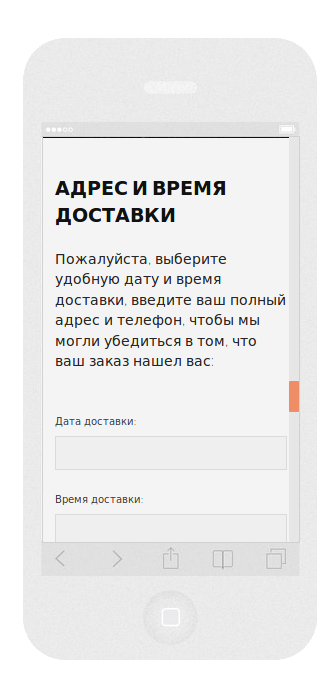 АДРЕС И ВРЕМЯ
ДОСТАВКИ
Пожалуйста, выберите
удобную дату и время
доставки, введите ваш полный
адрес и телефон, чтобы мы
могли убедиться в том, что
ваш заказ нашел вас:
Дата доставки:
Время доставки: